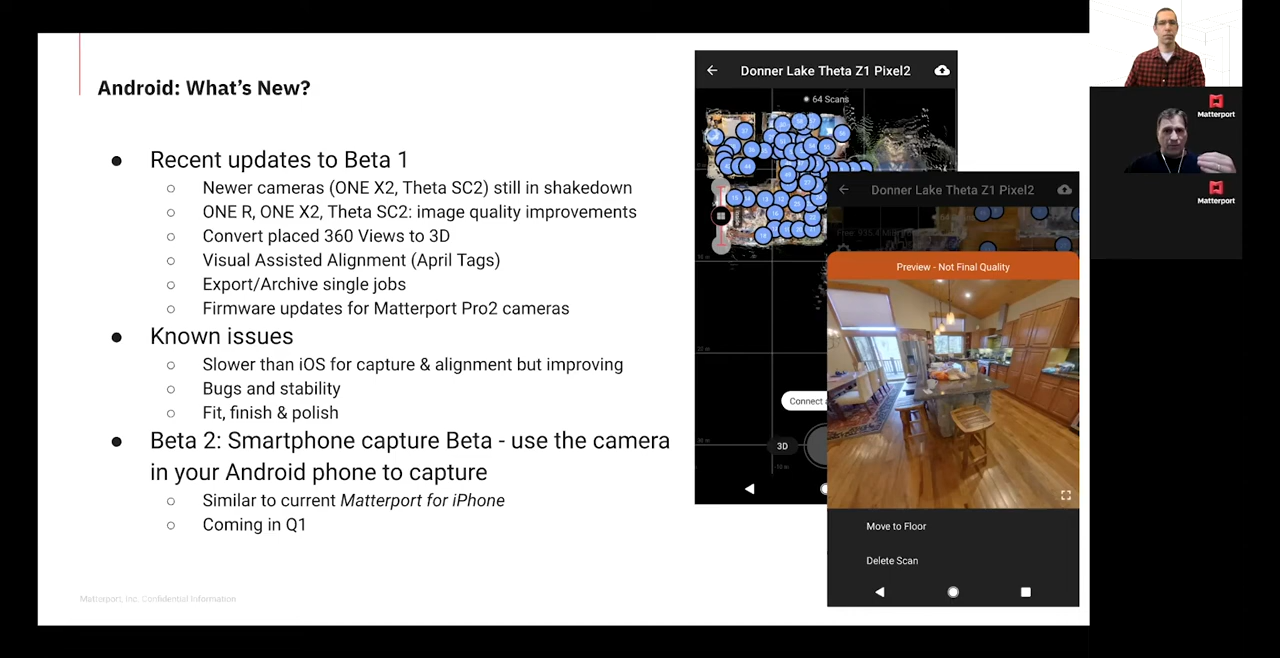 Android: What's New?
● Recent updates to Beta 1
○ Newer cameras (ONE X2, Theta SC2) still in shakedown
○ ONE R, ONE X2, Theta SC2: image quality improvements
○ Convert placed 360 Views to 3D
○ Visual Assisted Alignment (April Tags)
○ Export/Archive single jobs
○ Firmware updates for Matterport Pro2 cameras
● Known issues
○ Slower than iOS for capture & alignment but improving
○ Bugs and stability
○ Fit, finish & polish
● Beta 2: Smartphone capture Beta - use the camera
in your Android phone to capture
○ Similar to current Matterport for iPhone
○ Coming in Q1
Matterport, Inc. Confidential Information
Donner Lake Theta Z1 Pixel2
64 Scans
Connect
3D
Donner Lake Theta Z1 Pixel2
Preview - Not Final Quality
Move to Floor
Delete Scan
Matterport
Matterport